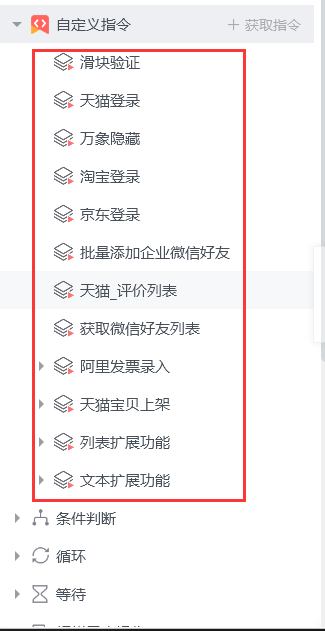 自定义指令 + 获取指令
滑块验证
天猫登录
万象隐藏
淘宝登录
京东登录
批量添加企业微信好友
天猫_评价列表
获取微信好友列表
阿里发票录入
天猫宝贝上架
列表扩展功能
文本扩展功能
条件判断
循环
等待